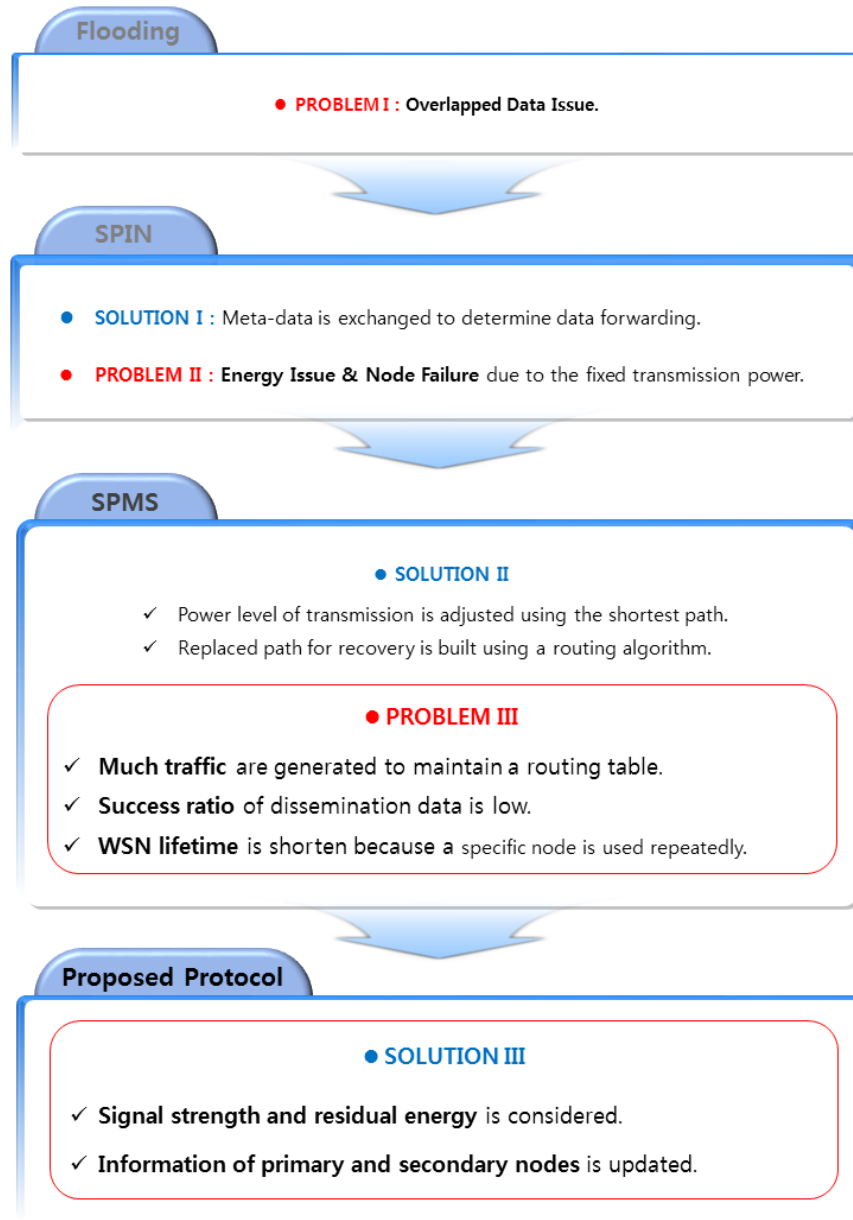 Flooding
● PROBLEM I : Overlapped Data Issue.
SPIN
● SOLUTION I : Meta-data is exchanged to determine data forwarding.
● PROBLEM II : Energy Issue & Node Failure due to the fixed transmission power.
SPMS
● SOLUTION II
✓ Power level of transmission is adjusted using the shortest path.
✓ Replaced path for recovery is built using a routing algorithm.
● PROBLEM III
✓ Much traffic are generated to maintain a routing table.
✓ Success ratio of dissemination data is low.
✓ WSN lifetime is shorten because a specific node is used repeatedly.
Proposed Protocol
● SOLUTION III
✓ Signal strength and residual energy is considered.
✓ Information of primary and secondary nodes is updated.